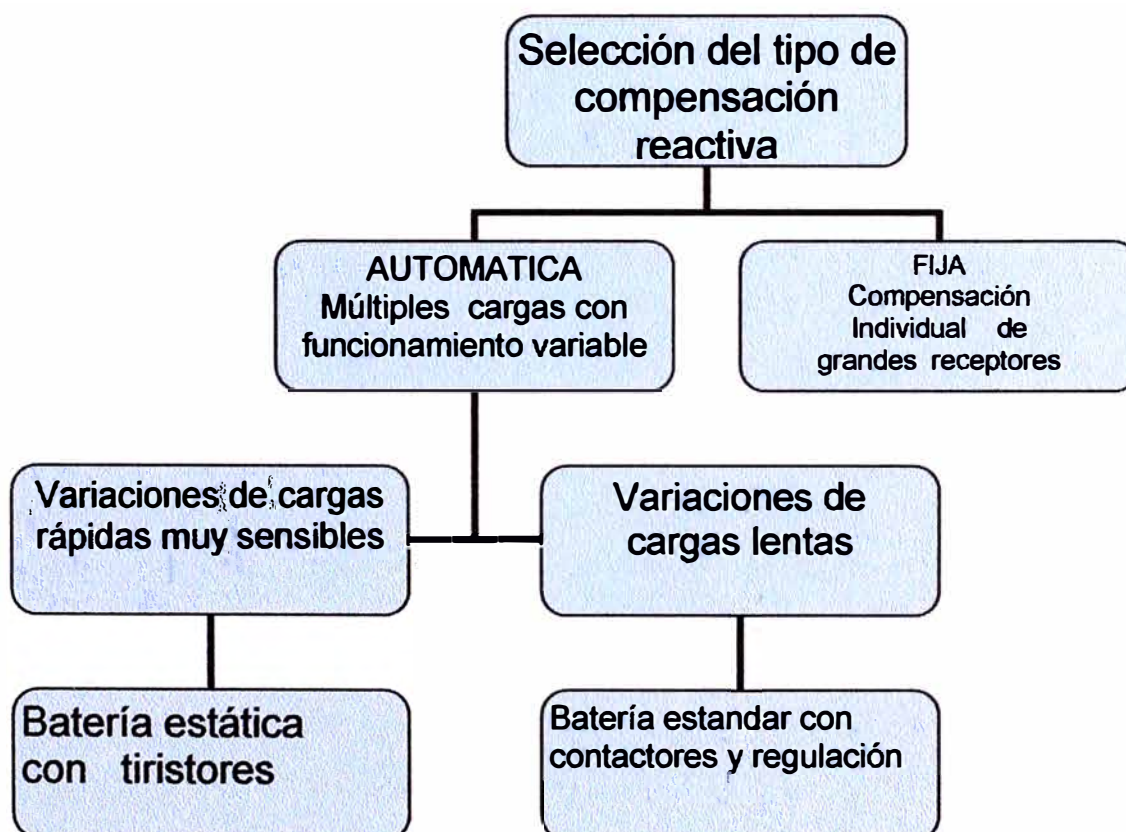 Selección del tipo de
compensación
reactiva
AUTOMATICA
Múltiples cargas con
funcionamiento variable
FIJA
Compensación
Individual de
grandes receptores
Variaciones de cargas
rápidas muy sensibles
Variaciones de
cargas lentas
Batería estática
con tiristores
Batería estandar con
contactores y regulación